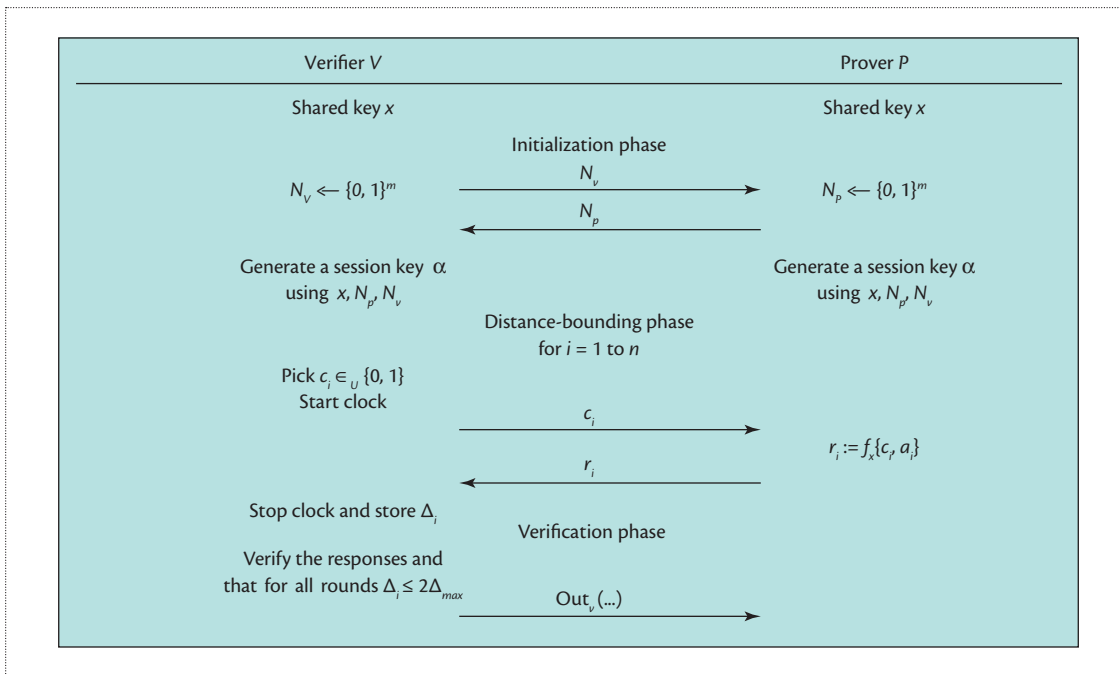 Verifier V
Prover P
Shared key x
Shared key x
Initialization phase
N_v
N_V ← {0, 1}^m
N_P ← {0, 1}^m
N_p
Generate a session key α
using x, N_p, N_v
Generate a session key α
using x, N_p, N_v
Distance-bounding phase
for i = 1 to n
Pick c_i ∈_U {0, 1}
Start clock
c_i
r_i := f_x{c_i, a_i}
r_i
Stop clock and store Δ_i
Verification phase
Verify the responses and
that for all rounds Δ_i ≤ 2Δ_max
Out_v (...)